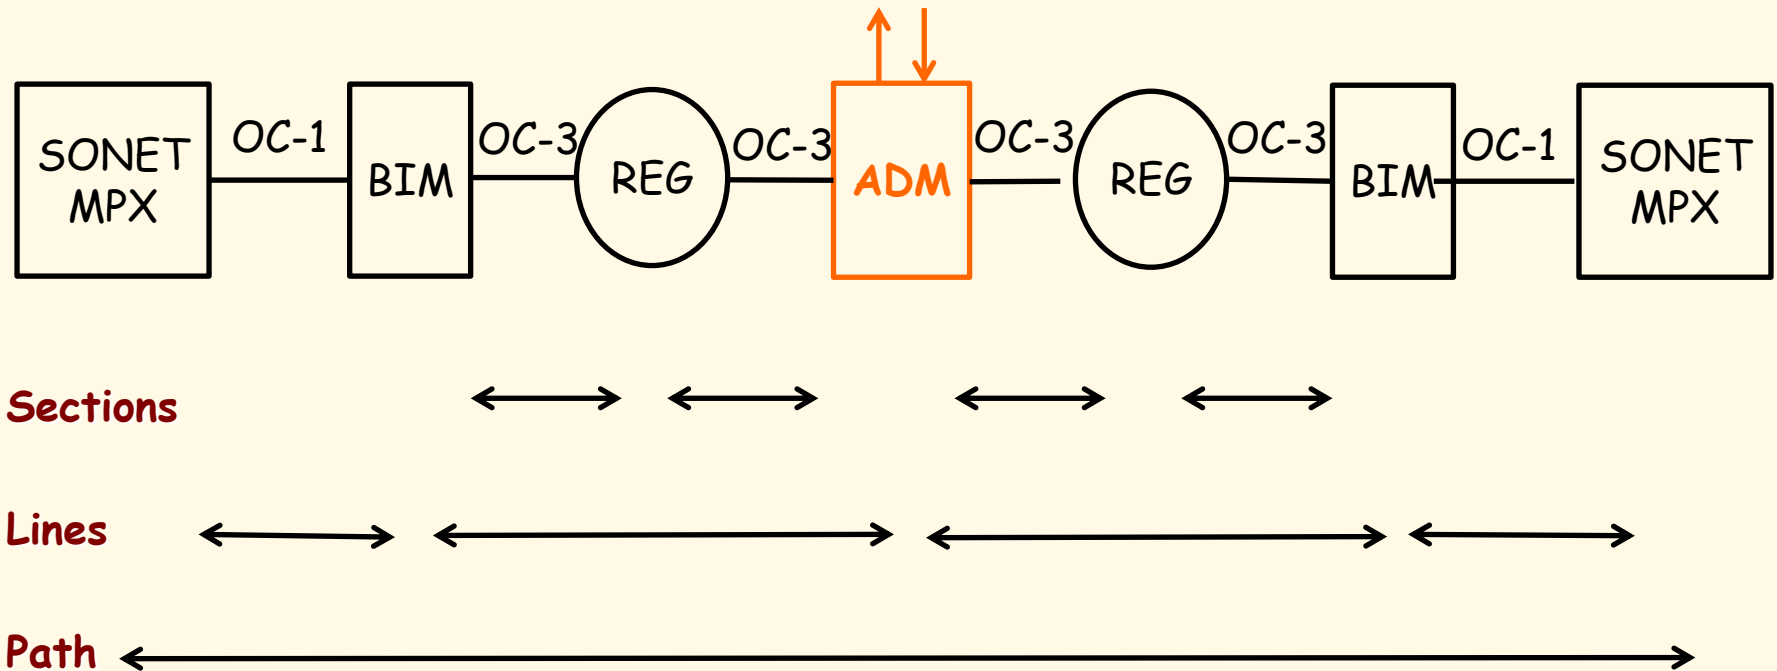 SONET
MPX
OC-1
BIM
OC-3
REG
OC-3
ADM
OC-3
REG
OC-3
BIM
OC-1
SONET
MPX
Sections
Lines
Path